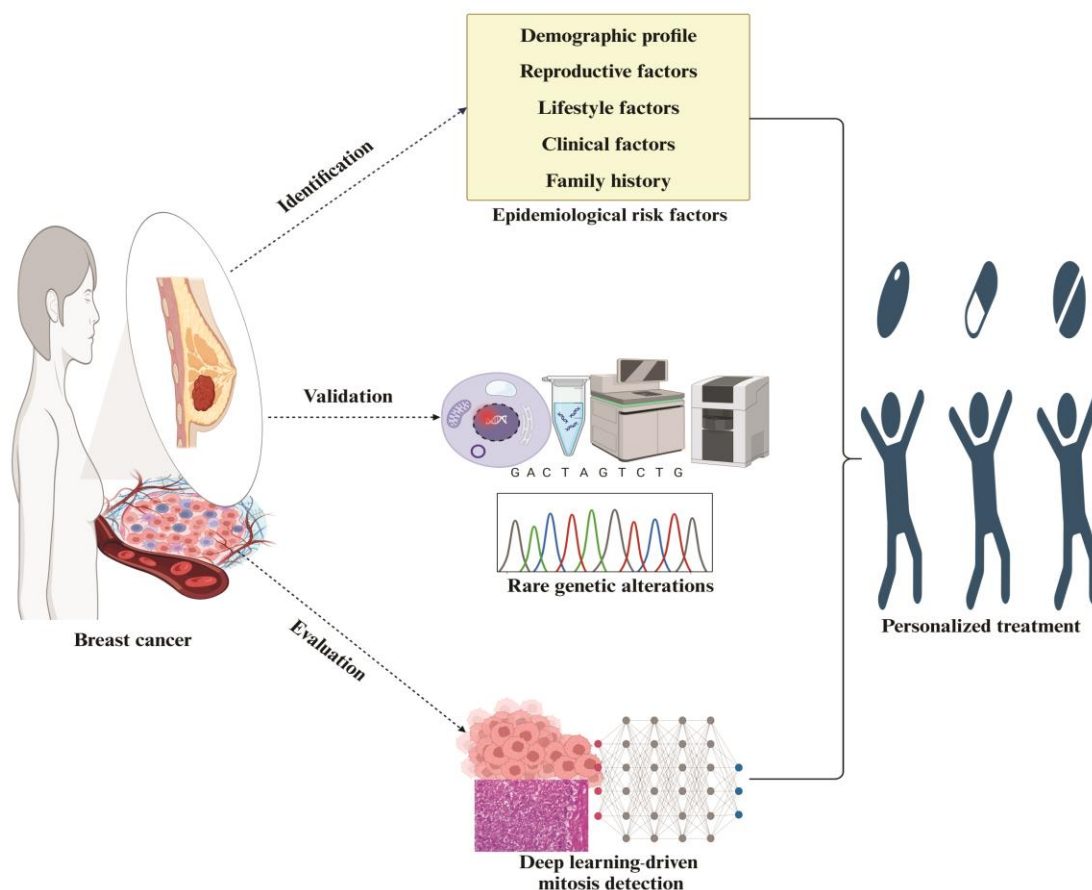 Demographic profile
Reproductive factors
Lifestyle factors
Clinical factors
Family history
Epidemiological risk factors
Identification
Validation
G A C T A G T C T G
Rare genetic alterations
Breast cancer
Evaluation
Personalized treatment
Deep learning-driven
mitosis detection